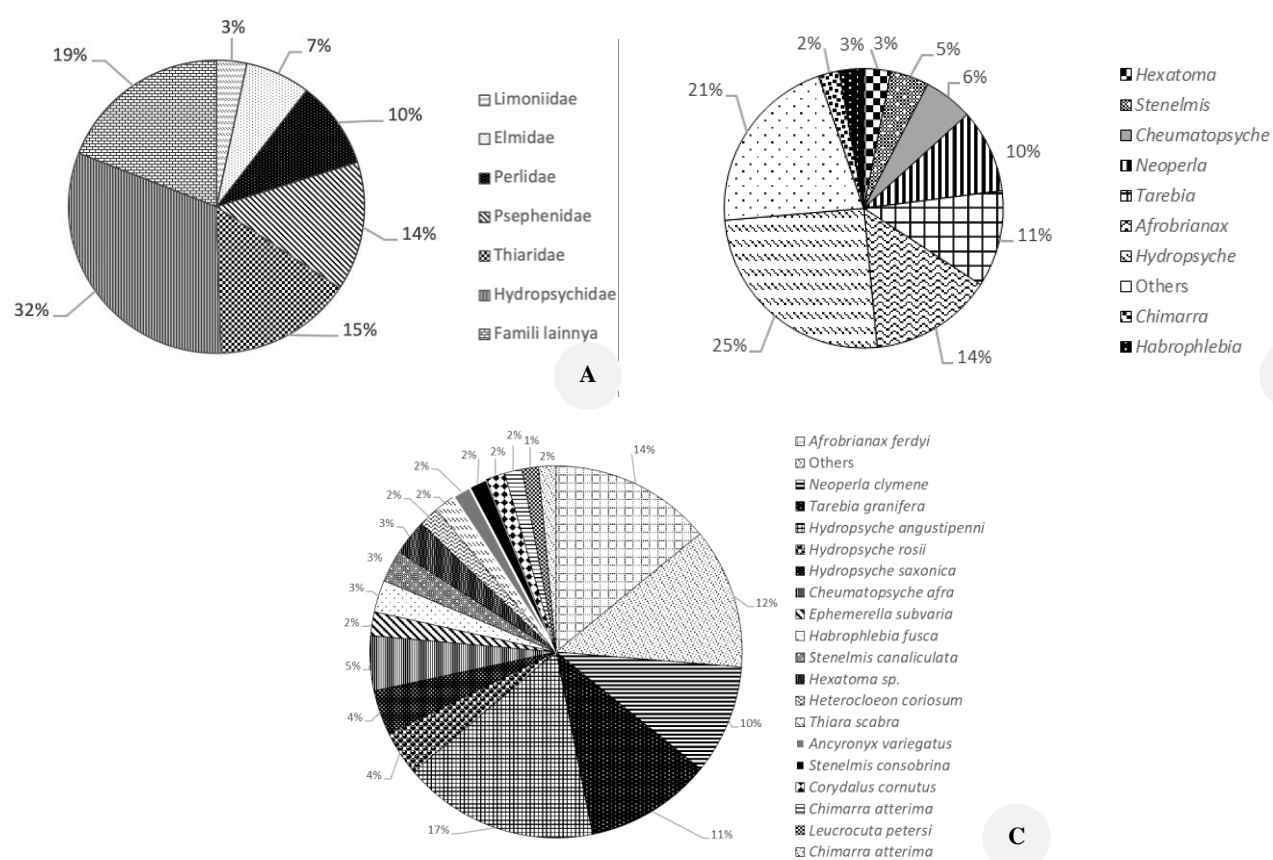 3%
7%
19%
10%
14%
32%
15%
Limoniidae
Elmidae
Perlidae
Psephenidae
Thiaridae
Hydropsychidae
Famili lainnya
A
2%
3%
3%
5%
6%
21%
10%
11%
25%
14%
Hexatoma
Stenelmis
Cheumatopsyche
Neoperla
Tarebia
Afrobrianax
Hydropsyche
Others
Chimarra
Habrophlebia
2%
1%
2%
2%
2%
2%
14%
2%
2%
3%
3%
3%
12%
2%
5%
10%
4%
4%
17%
11%
Afrobrianax ferdyi
Others
Neoperla clymene
Tarebia granifera
Hydropsyche angustipenni
Hydropsyche rosii
Hydropsyche saxonica
Cheumatopsyche afra
Ephemerella subvaria
Habrophlebia fusca
Stenelmis canaliculata
Hexatoma sp.
Heterocloeon coriosum
Thiara scabra
Ancyronyx variegatus
Stenelmis consobrina
Corydalus cornutus
Chimarra atterima
Leucrocuta petersi
Chimarra atterima
C